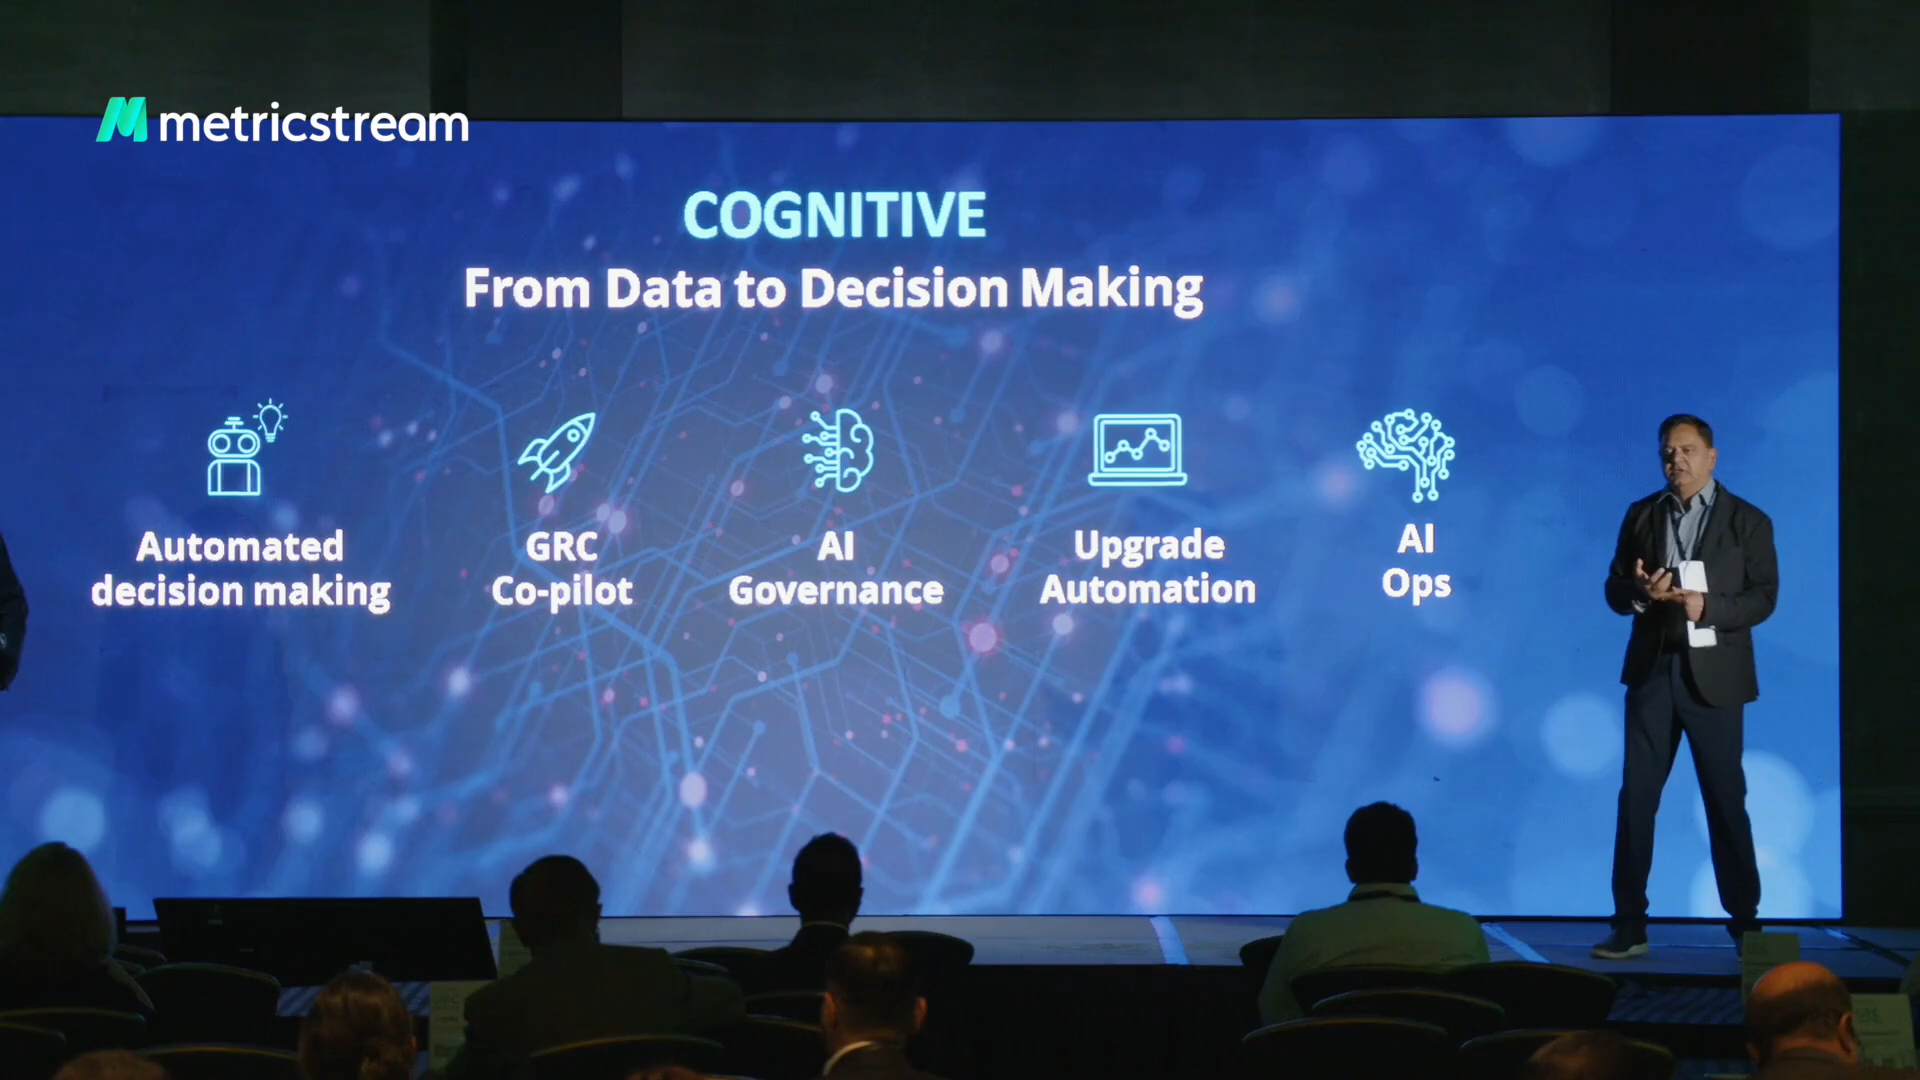 metricstream
COGNITIVE
From Data to Decision Making
Automated
decision making
GRC
Co-pilot
AI
Governance
Upgrade
Automation
AI
Ops